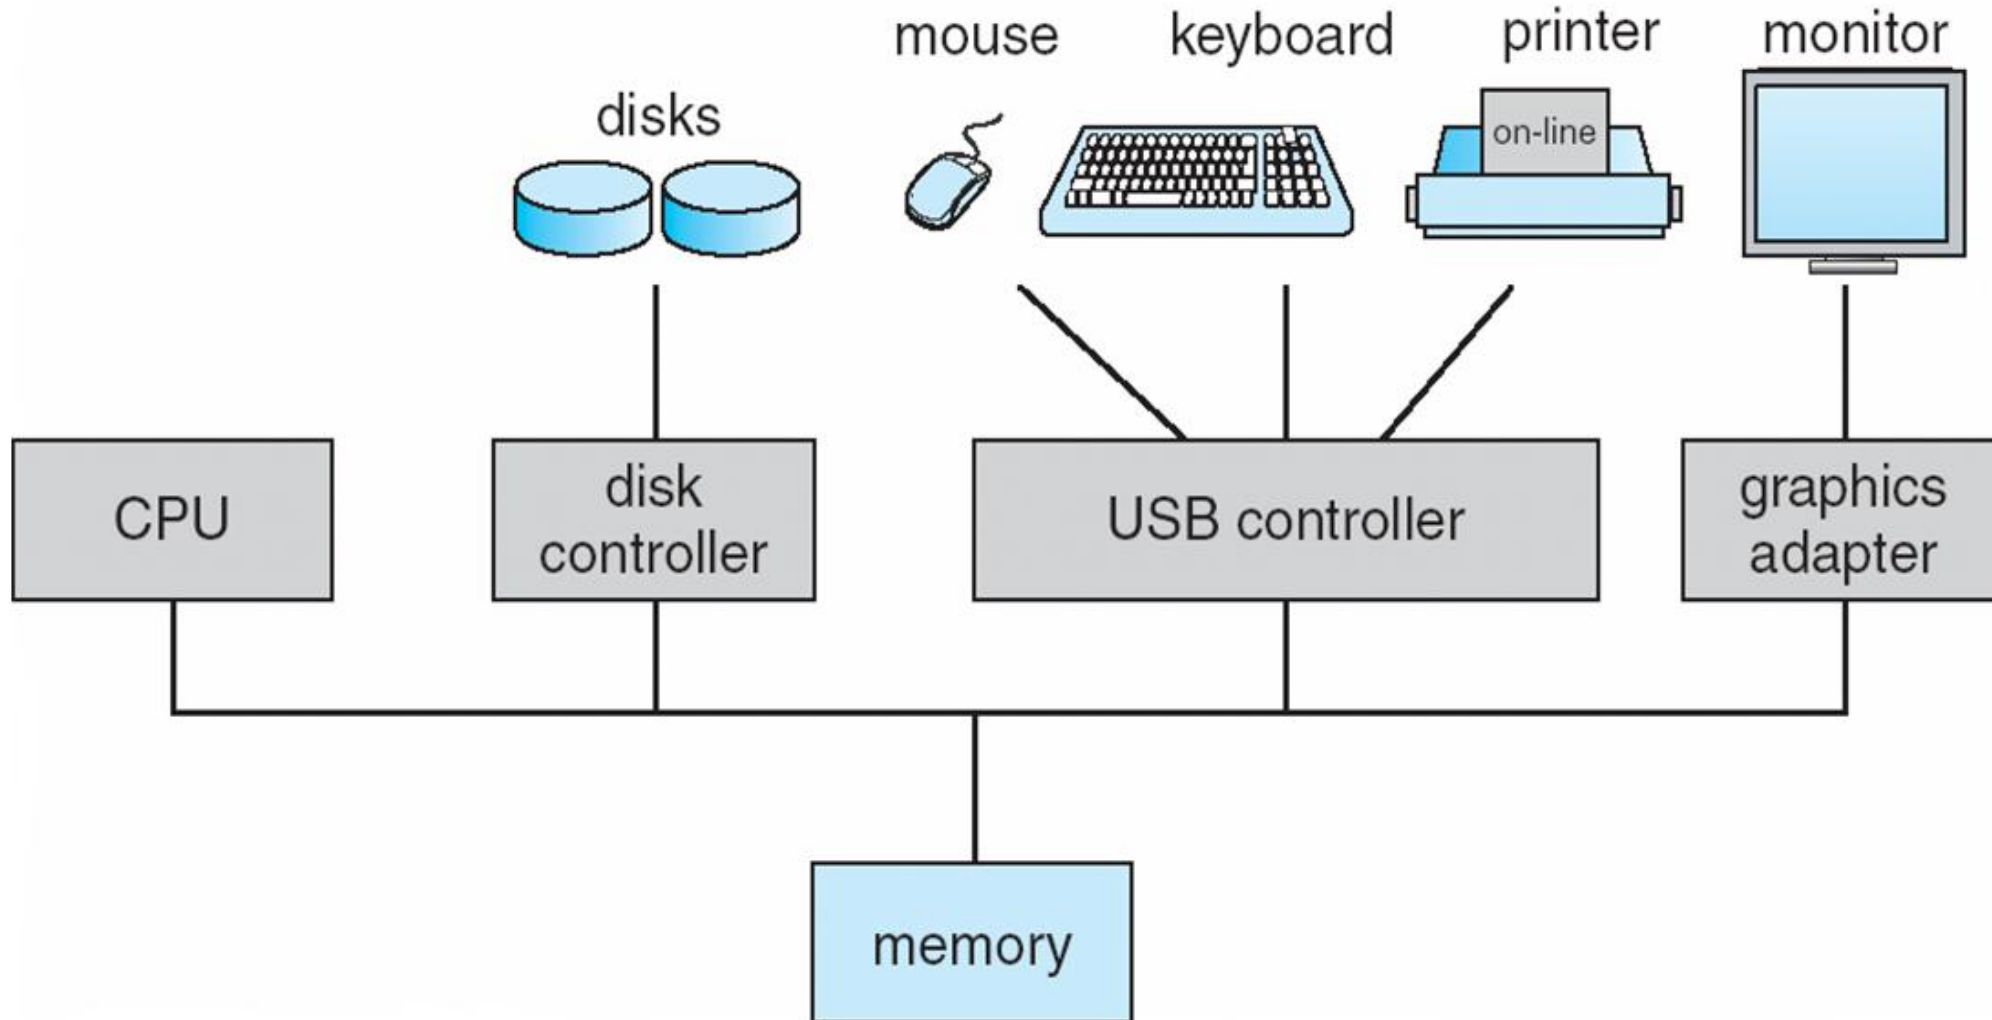 mouse
keyboard
printer
monitor
disks
on-line
CPU
disk
controller
USB controller
graphics
adapter
memory